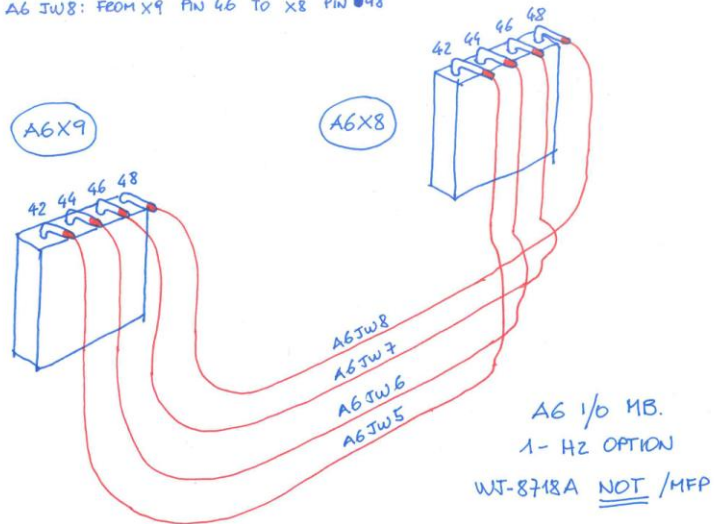 A6 JW8: FROM X9 PIN 46 TO X8 PIN 48
42 44 46 48
A6X9
A6X8
42 44 46 48
A6JW8
A6JW7
A6JW6
A6JW5
A6 I/O MB.
1-HZ OPTION
WJ-8718A NOT /MFP